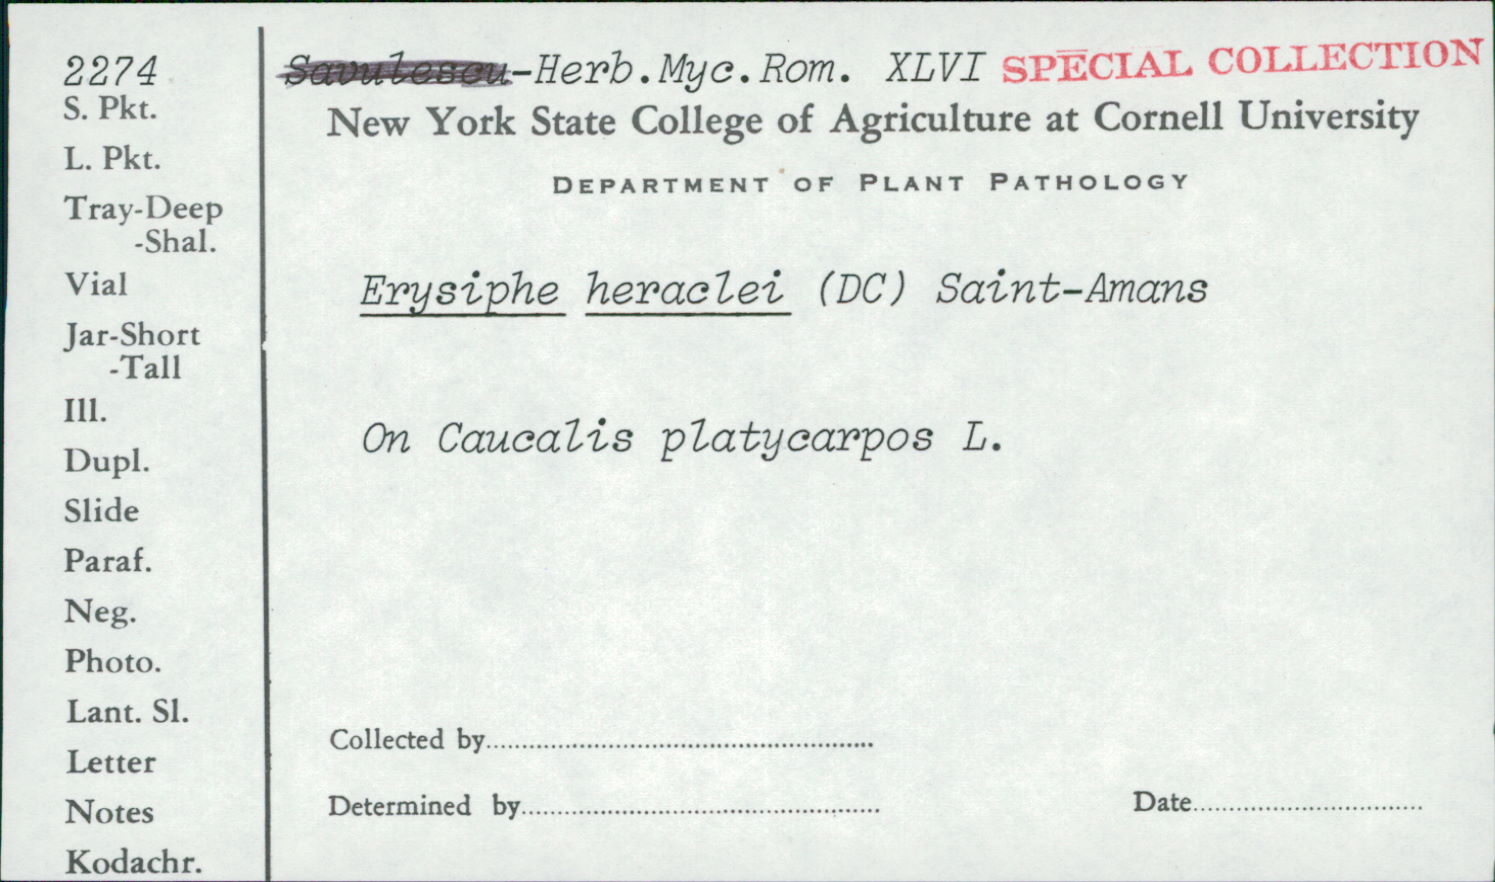 2274
S. Pkt.
L. Pkt.
Tray-Deep
-Shal.
Vial
Jar-Short
-Tall
Ill.
Dupl.
Slide
Paraf.
Neg.
Photo.
Lant. Sl.
Letter
Notes
Kodachr.
Savulescu-Herb.Myc.Rom. XLVI SPECIAL COLLECTION
New York State College of Agriculture at Cornell University
DEPARTMENT OF PLANT PATHOLOGY
Erysiphe heraclei (DC) Saint-Amans
On Caucalis platycarpos L.
Collected by
Determined by
Date